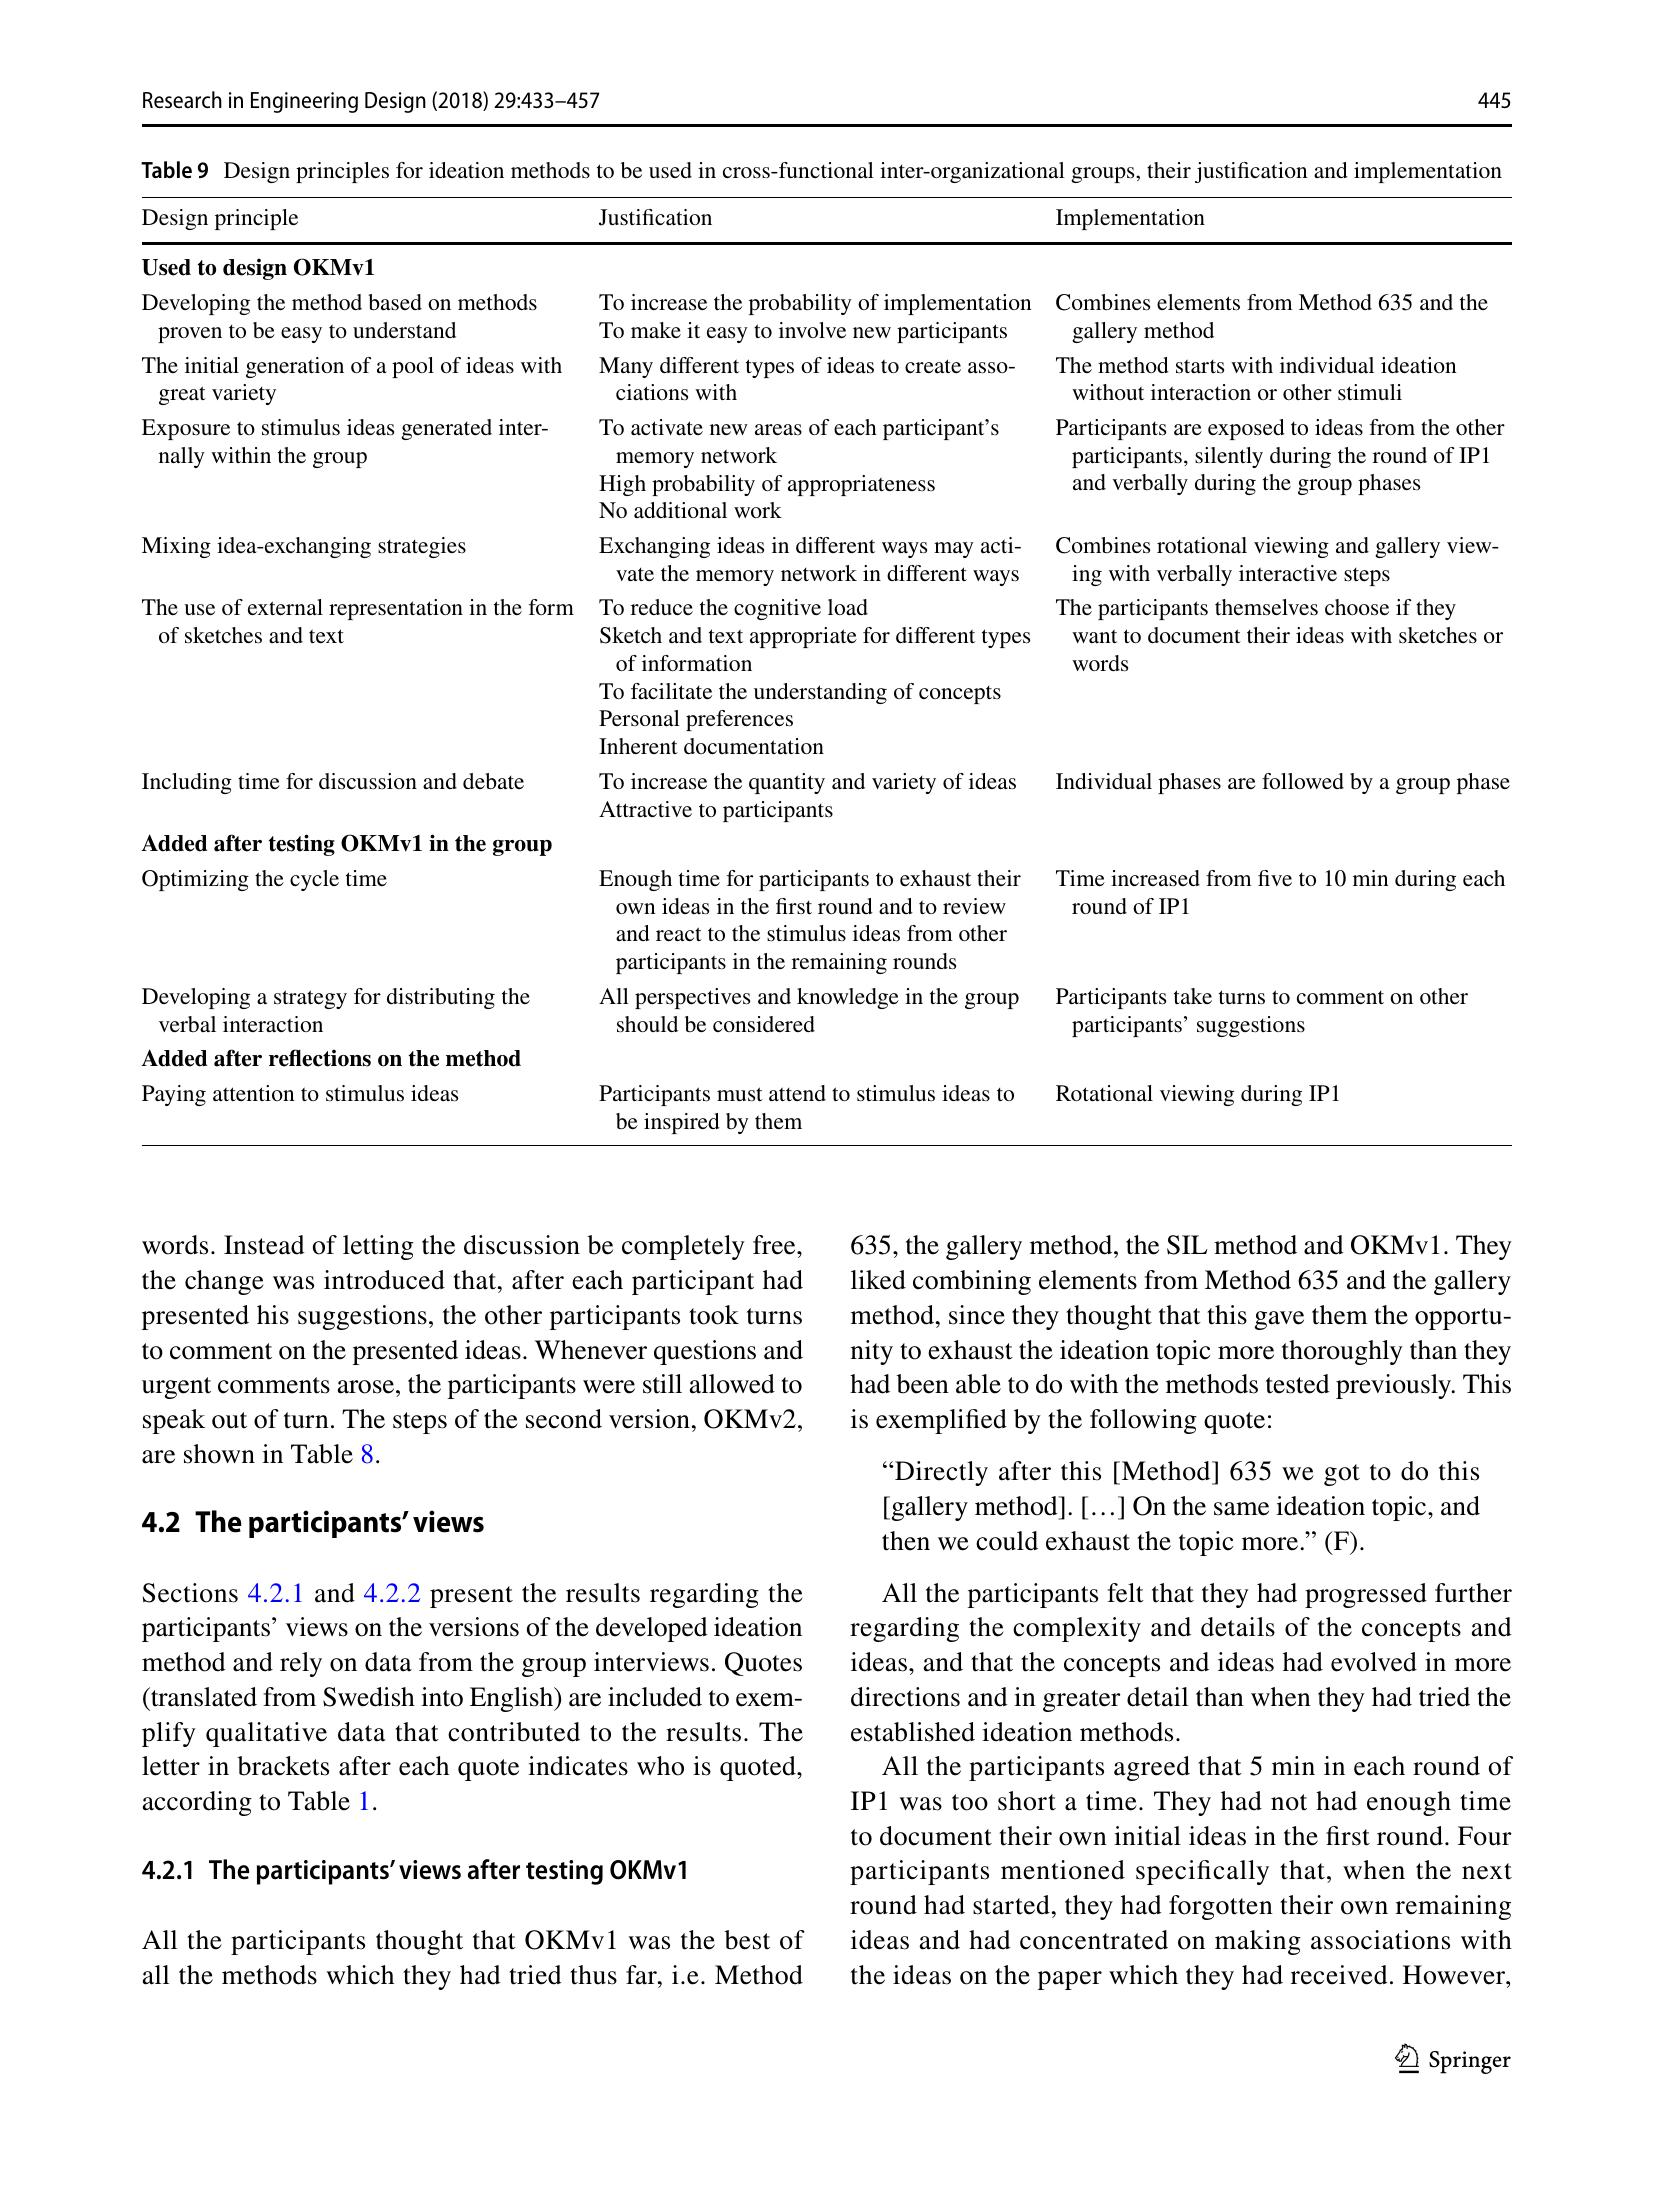 Research in Engineering Design (2018) 29:433–457
445
Table 9 Design principles for ideation methods to be used in cross-functional inter-organizational groups, their justification and implementation
Design principle
Justification
Implementation
Used to design OKMv1
Developing the method based on methods
proven to be easy to understand
To increase the probability of implementation
To make it easy to involve new participants
Combines elements from Method 635 and the
gallery method
The initial generation of a pool of ideas with
great variety
Many different types of ideas to create asso-
ciations with
The method starts with individual ideation
without interaction or other stimuli
Exposure to stimulus ideas generated inter-
nally within the group
To activate new areas of each participant’s
memory network
High probability of appropriateness
No additional work
Participants are exposed to ideas from the other
participants, silently during the round of IP1
and verbally during the group phases
Mixing idea-exchanging strategies
Exchanging ideas in different ways may acti-
vate the memory network in different ways
Combines rotational viewing and gallery view-
ing with verbally interactive steps
The use of external representation in the form
of sketches and text
To reduce the cognitive load
Sketch and text appropriate for different types
of information
To facilitate the understanding of concepts
Personal preferences
Inherent documentation
The participants themselves choose if they
want to document their ideas with sketches or
words
Including time for discussion and debate
To increase the quantity and variety of ideas
Attractive to participants
Individual phases are followed by a group phase
Added after testing OKMv1 in the group
Optimizing the cycle time
Enough time for participants to exhaust their
own ideas in the first round and to review
and react to the stimulus ideas from other
participants in the remaining rounds
Time increased from five to 10 min during each
round of IP1
Developing a strategy for distributing the
verbal interaction
All perspectives and knowledge in the group
should be considered
Participants take turns to comment on other
participants’ suggestions
Added after reflections on the method
Paying attention to stimulus ideas
Participants must attend to stimulus ideas to
be inspired by them
Rotational viewing during IP1
words. Instead of letting the discussion be completely free,
the change was introduced that, after each participant had
presented his suggestions, the other participants took turns
to comment on the presented ideas. Whenever questions and
urgent comments arose, the participants were still allowed to
speak out of turn. The steps of the second version, OKMv2,
are shown in Table 8.
4.2 The participants’ views
Sections 4.2.1 and 4.2.2 present the results regarding the
participants’ views on the versions of the developed ideation
method and rely on data from the group interviews. Quotes
(translated from Swedish into English) are included to exem-
plify qualitative data that contributed to the results. The
letter in brackets after each quote indicates who is quoted,
according to Table 1.
4.2.1 The participants’ views after testing OKMv1
All the participants thought that OKMv1 was the best of
all the methods which they had tried thus far, i.e. Method
635, the gallery method, the SIL method and OKMv1. They
liked combining elements from Method 635 and the gallery
method, since they thought that this gave them the opportu-
nity to exhaust the ideation topic more thoroughly than they
had been able to do with the methods tested previously. This
is exemplified by the following quote:
“Directly after this [Method] 635 we got to do this
[gallery method]. […] On the same ideation topic, and
then we could exhaust the topic more.” (F).
All the participants felt that they had progressed further
regarding the complexity and details of the concepts and
ideas, and that the concepts and ideas had evolved in more
directions and in greater detail than when they had tried the
established ideation methods.
All the participants agreed that 5 min in each round of
IP1 was too short a time. They had not had enough time
to document their own initial ideas in the first round. Four
participants mentioned specifically that, when the next
round had started, they had forgotten their own remaining
ideas and had concentrated on making associations with
the ideas on the paper which they had received. However,
Springer